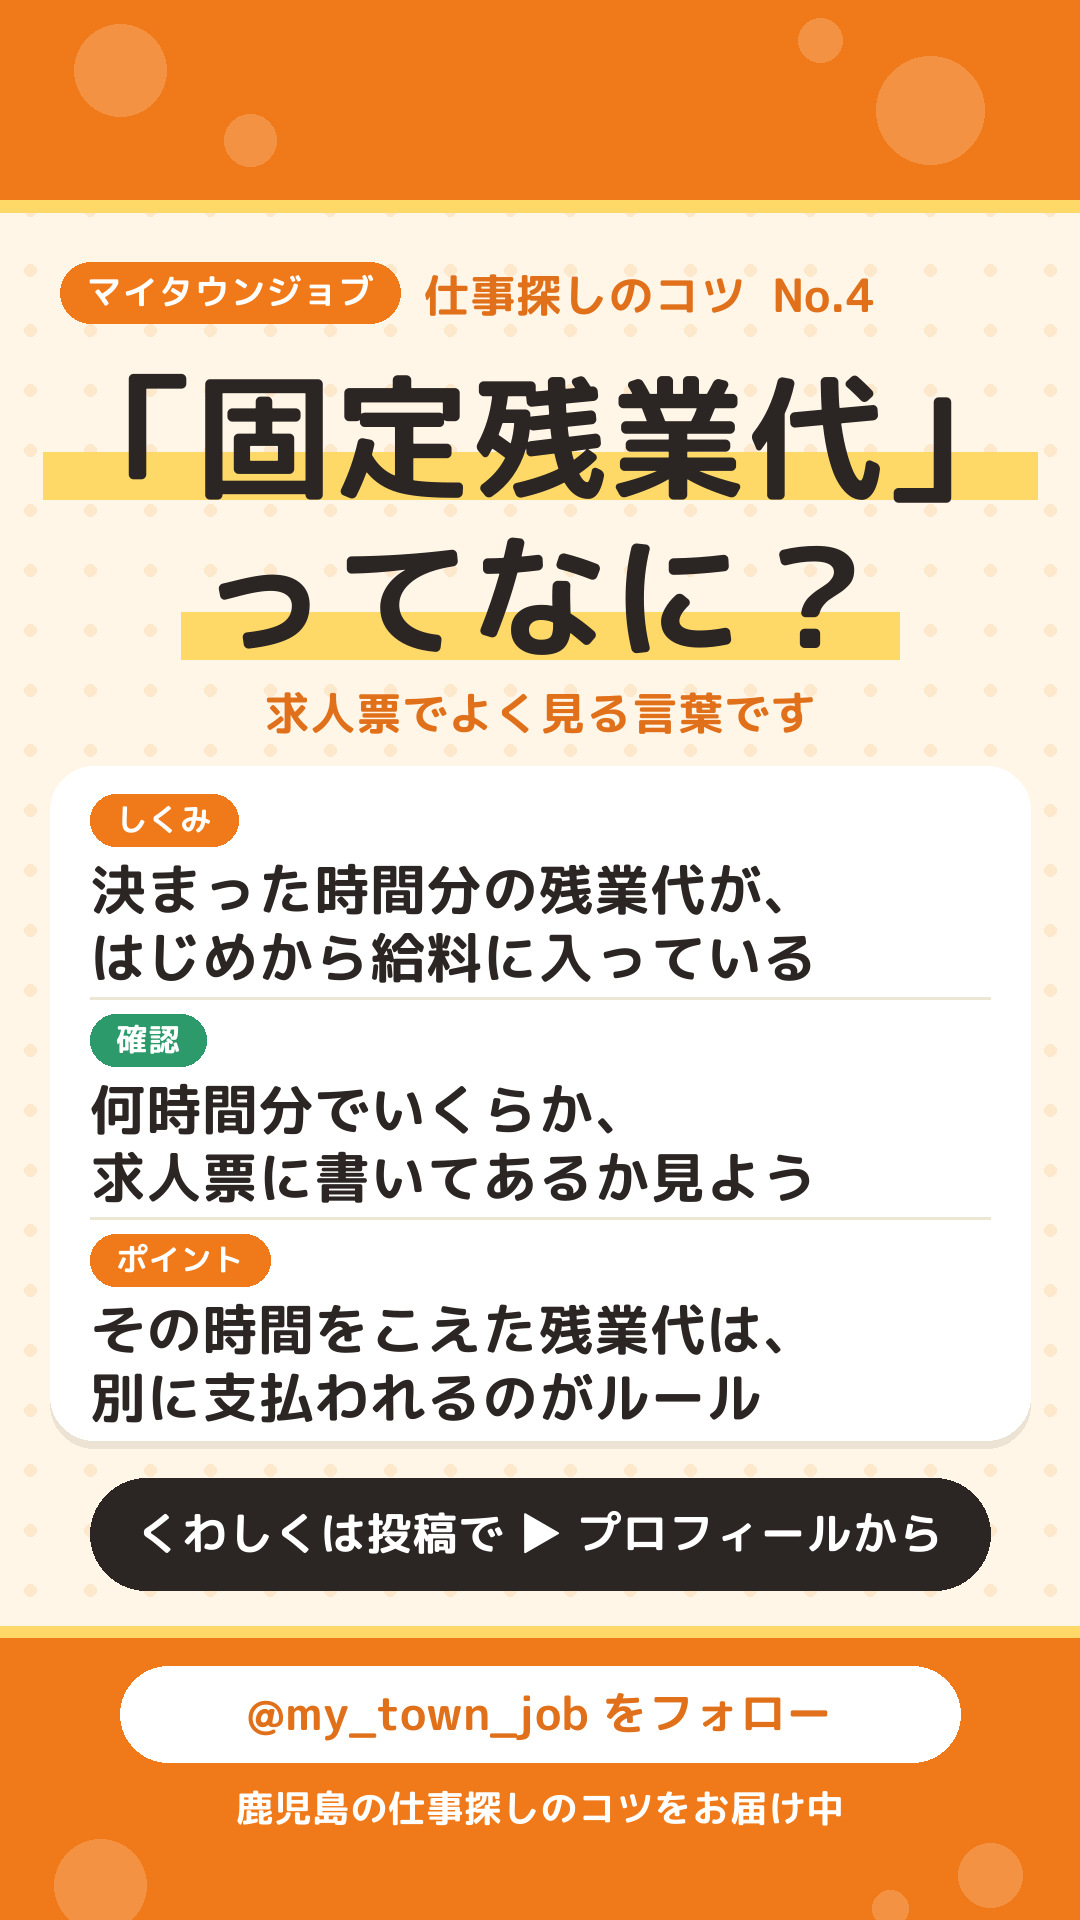 マイタウンジョブ 仕事探しのコツ No.4
「固定残業代」
ってなに？
求人票でよく見る言葉です
しくみ
決まった時間分の残業代が、
はじめから給料に入っている
確認
何時間分でいくらか、
求人票に書いてあるか見よう
ポイント
その時間をこえた残業代は、
別に支払われるのがルール
くわしくは投稿で ▶ プロフィールから
@my_town_job をフォロー
鹿児島の仕事探しのコツをお届け中